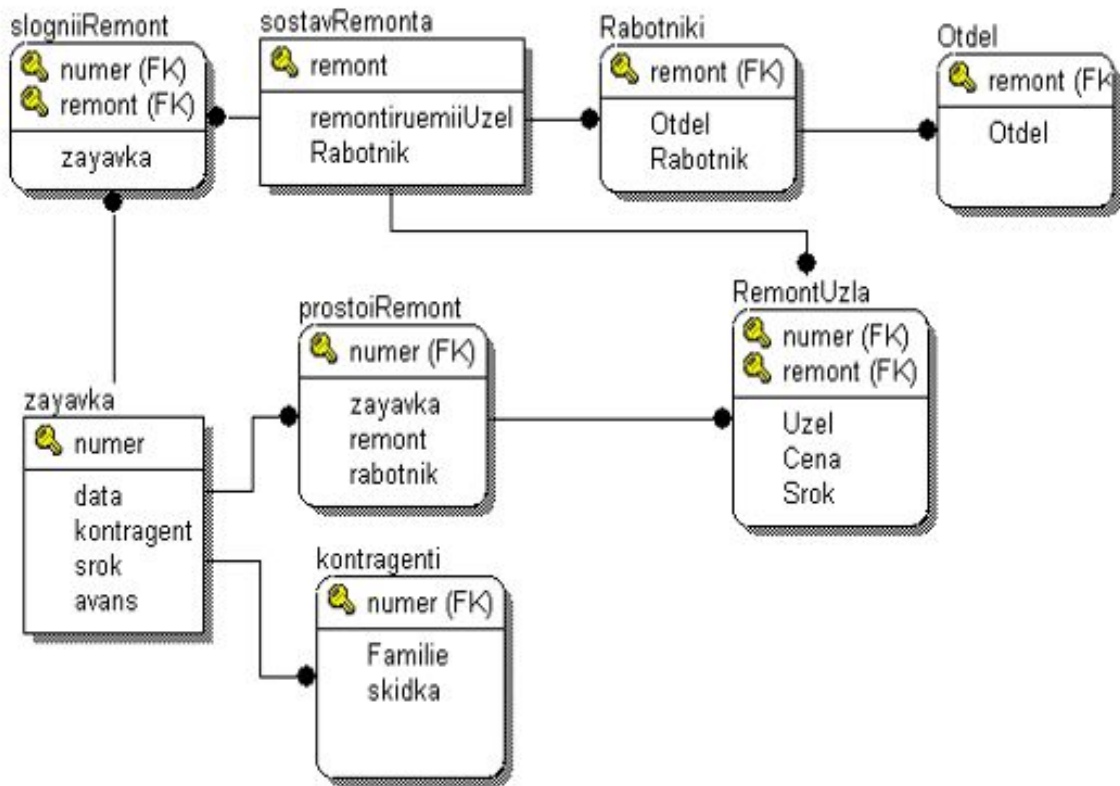 slogniiRemont
numer (FK)
remont (FK)
zayavka
sostavRemonta
remont
remontiruemiiUzel
Rabotnik
Rabotniki
remont (FK)
Otdel
Rabotnik
Otdel
remont (FK
Otdel
prostoiRemont
numer (FK)
zayavka
remont
rabotnik
RemontUzla
numer (FK)
remont (FK)
Uzel
Cena
Srok
zayavka
numer
data
kontragent
srok
avans
kontragenti
numer (FK)
Familie
skidka